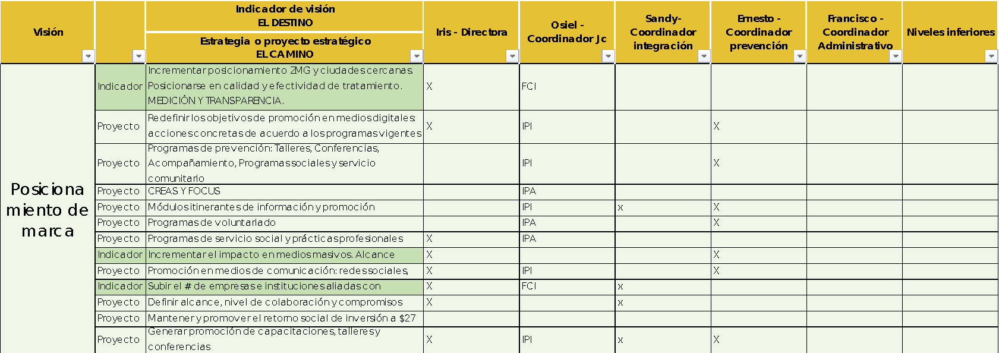 Visión
Indicador de visión
EL DESTINO
Estrategia o proyecto estratégico
EL CAMINO
Iris - Directora
Osiel -
Coordinador Jc
Sandy-
Coordinador
integración
Ernesto -
Coordinador
prevención
Francisco -
Coordinador
Administrativo
Niveles inferiores
Posiciona
miento de
marca
Indicador
Incrementar posicionamiento ZMG y ciudades cercanas.
Posicionarse en calidad y efectividad de tratamiento.
MEDICIÓN Y TRANSPARENCIA.
X
FCI
Proyecto
Redefinir los objetivos de promoción en medios digitales:
acciones concretas de acuerdo a los programas vigentes
X
IPI
X
Proyecto
Programas de prevención: Talleres, Conferencias,
Acompañamiento, Programas sociales y servicio
comunitario
IPI
X
Proyecto CREAS Y FOCUS IPA
Proyecto Módulos itinerantes de información y promoción IPI x X
Proyecto Programas de voluntariado IPA X
Proyecto Programas de servicio social y prácticas profesionales X IPA
Indicador Incrementar el impacto en medios masivos. Alcance X X
Proyecto Promoción en medios de comunicación: redes sociales, X IPI X
Indicador Subir el # de empresas e instituciones aliadas con X FCI x
Proyecto Definir alcance, nivel de colaboración y compromisos X x
Proyecto Mantener y promover el retorno social de inversión a $27
Proyecto
Generar promoción de capacitaciones, talleres y
conferencias
X
IPI
x
X